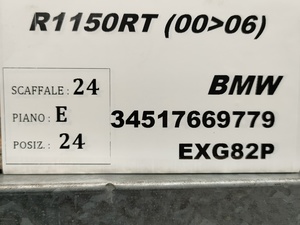 R1150RT (00>06)
BMW
SCAFFALE : 24
PIANO : E
34517669779
POSIZ. : 24
EXG82P